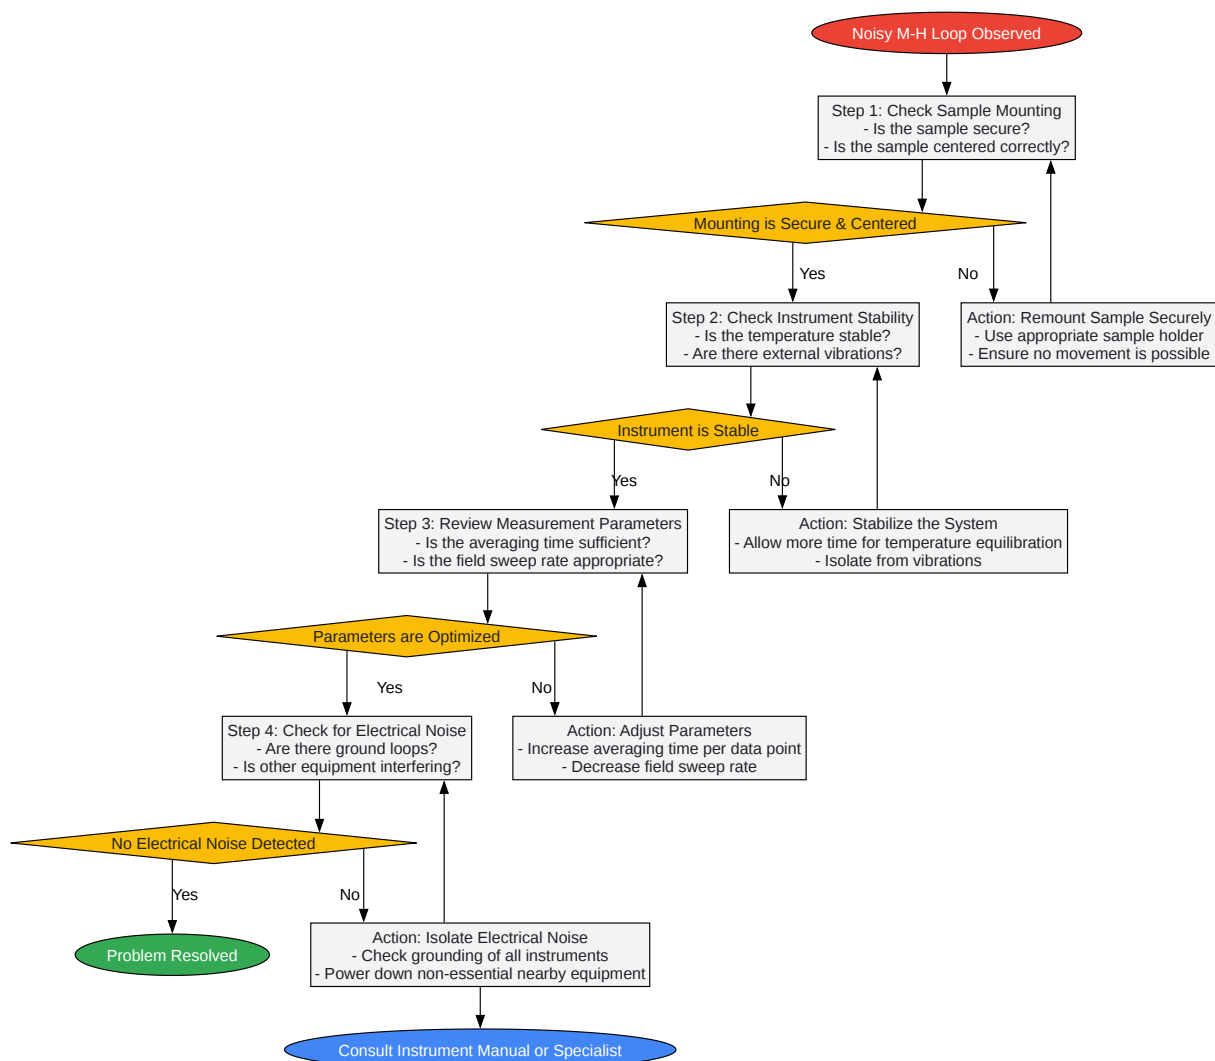 Noisy M-H Loop Observed
Step 1: Check Sample Mounting
- Is the sample secure?
- Is the sample centered correctly?
Mounting is Secure & Centered
Yes
No
Step 2: Check Instrument Stability
- Is the temperature stable?
- Are there external vibrations?
Action: Remount Sample Securely
- Use appropriate sample holder
- Ensure no movement is possible
Instrument is Stable
Yes
No
Step 3: Review Measurement Parameters
- Is the averaging time sufficient?
- Is the field sweep rate appropriate?
Action: Stabilize the System
- Allow more time for temperature equilibration
- Isolate from vibrations
Parameters are Optimized
Yes
No
Step 4: Check for Electrical Noise
- Are there ground loops?
- Is other equipment interfering?
Action: Adjust Parameters
- Increase averaging time per data point
- Decrease field sweep rate
No Electrical Noise Detected
Yes
No
Problem Resolved
Action: Isolate Electrical Noise
- Check grounding of all instruments
- Power down non-essential nearby equipment
Consult Instrument Manual or Specialist